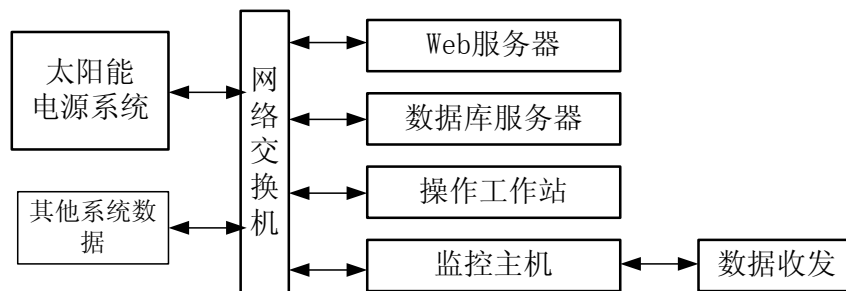 太阳能
电源系统
其他系统数
据
网
络
交
换
机
Web服务器
数据库服务器
操作工作站
监控主机
数据收发